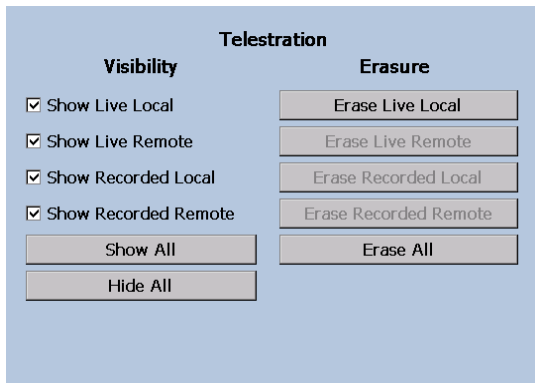 Telestration
Visibility
Erasure
Show Live Local
Erase Live Local
Show Live Remote
Erase Live Remote
Show Recorded Local
Erase Recorded Local
Show Recorded Remote
Erase Recorded Remote
Show All
Erase All
Hide All